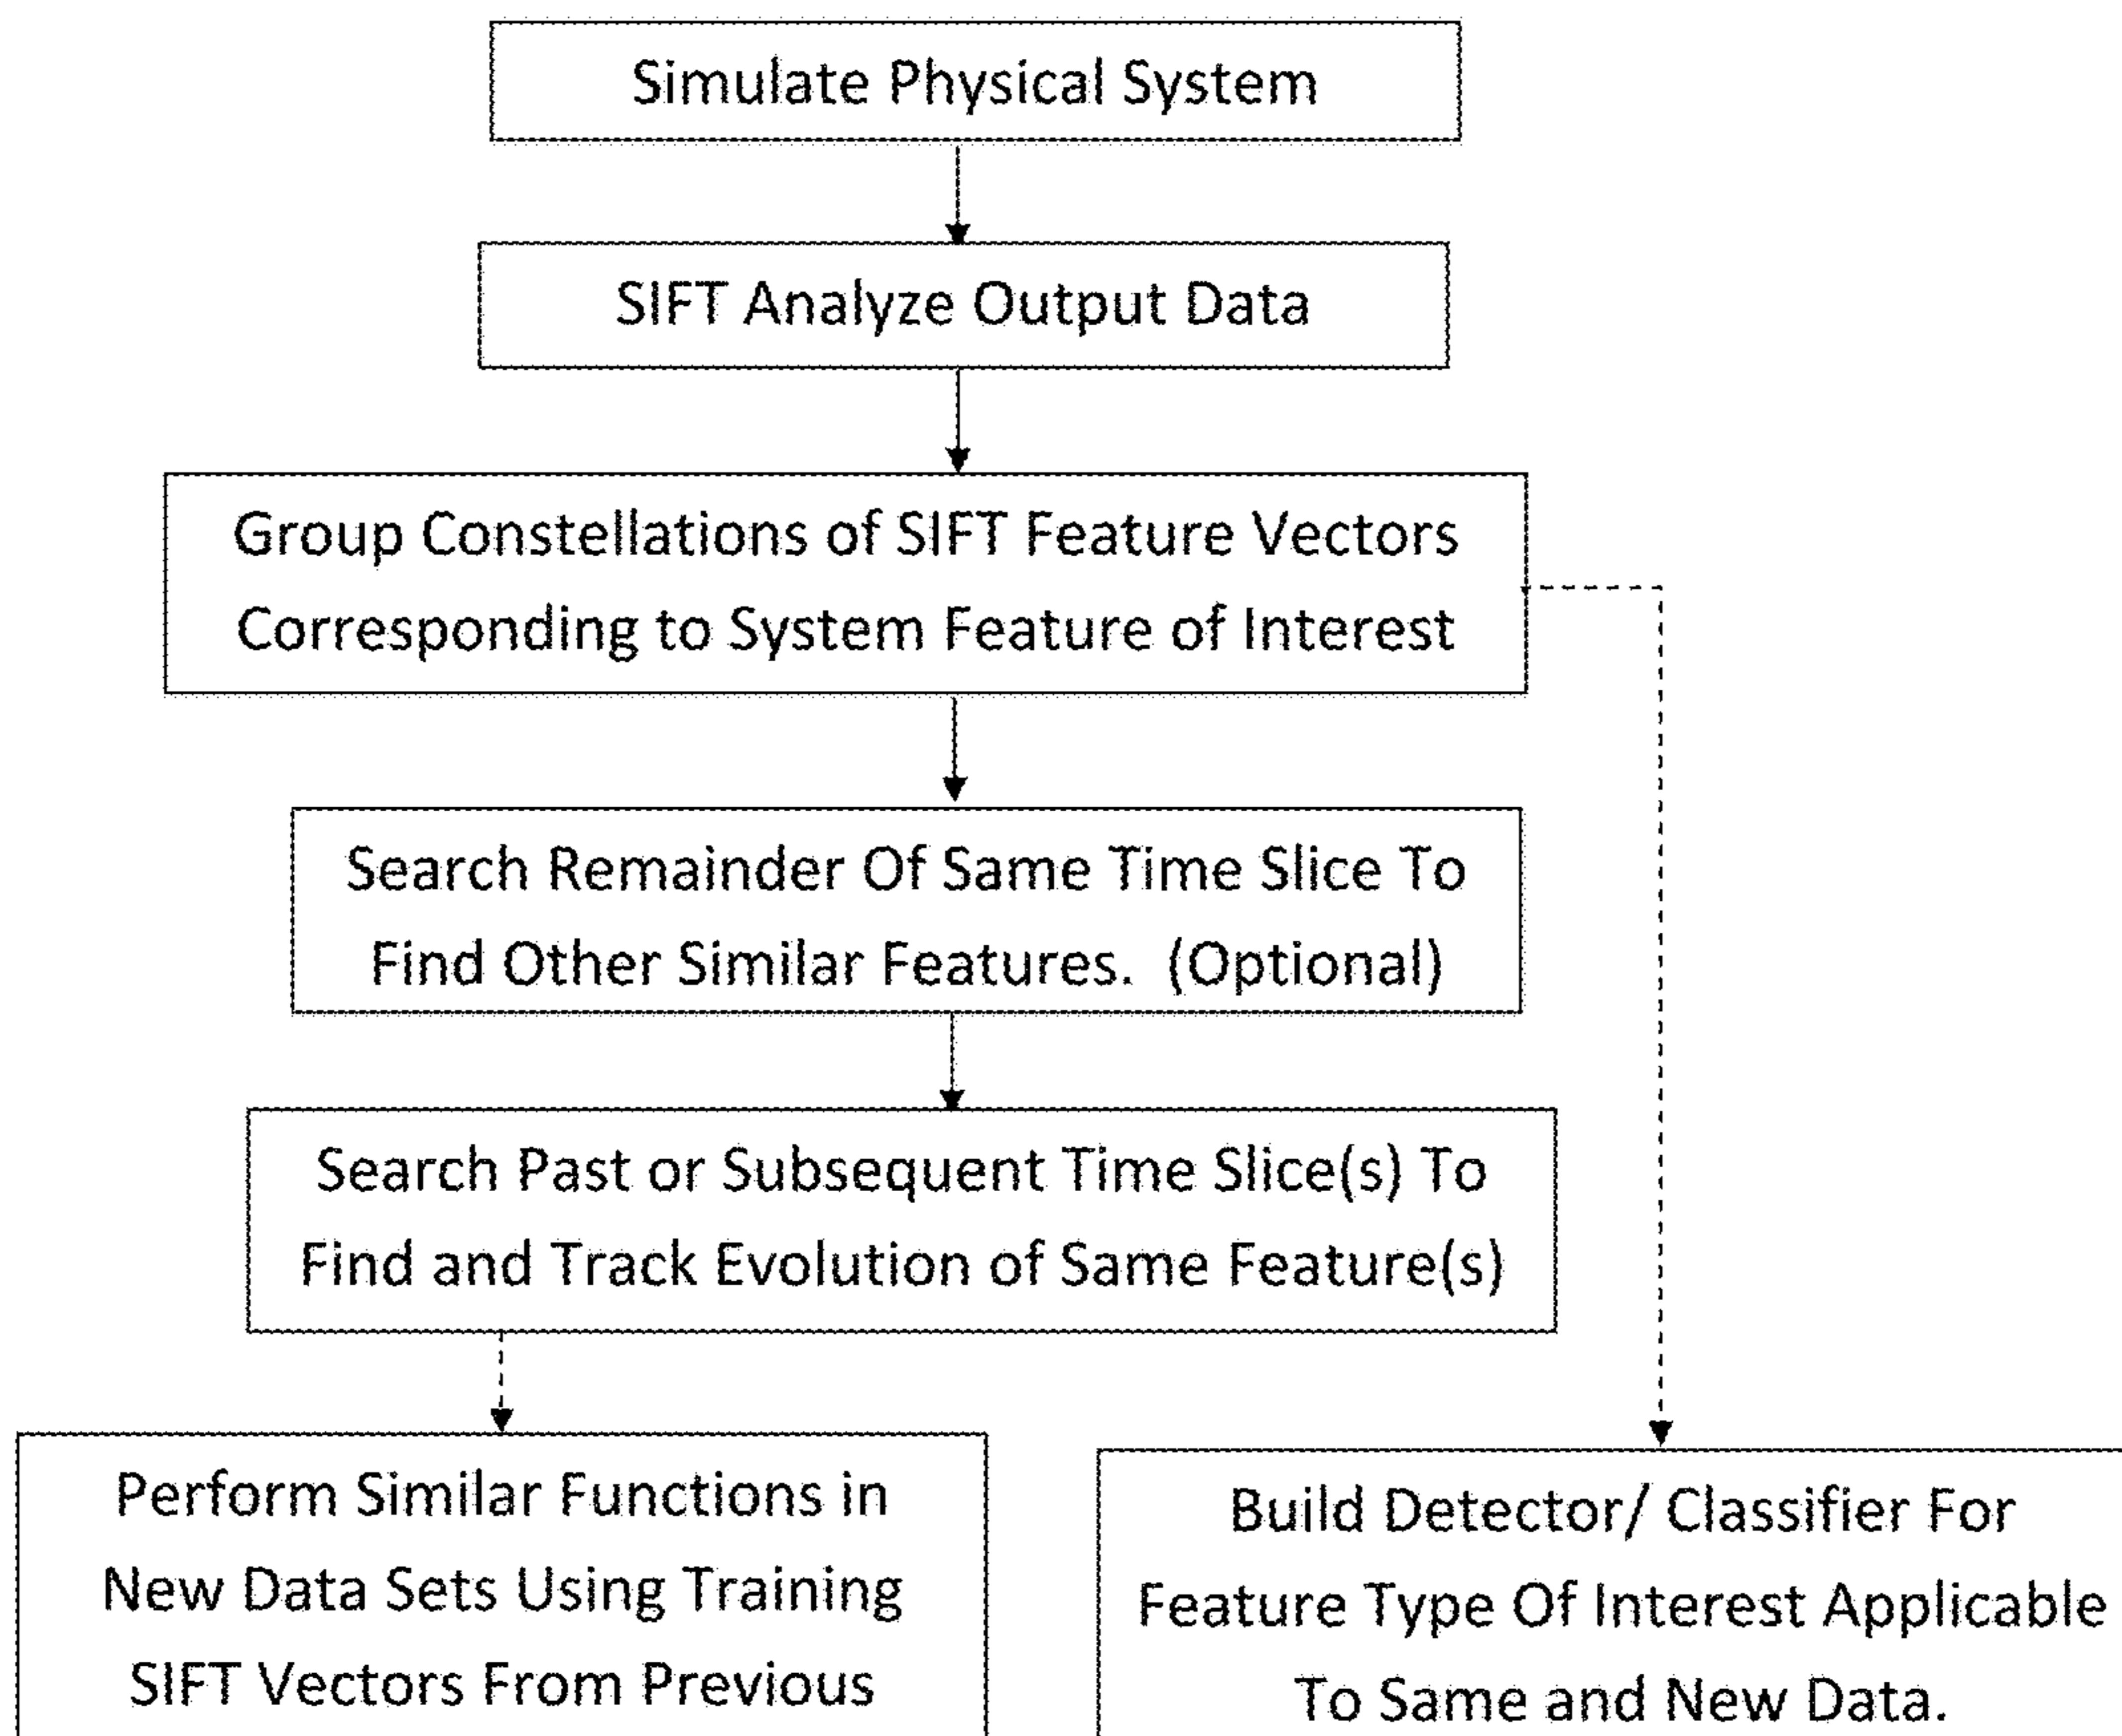 Simulate Physical System
SIFT Analyze Output Data
Group Constellations of SIFT Feature Vectors
Corresponding to System Feature of Interest
Search Remainder Of Same Time Slice To
Find Other Similar Features. (Optional)
Search Past or Subsequent Time Slice(s) To
Find and Track Evolution of Same Feature(s)
Perform Similar Functions in
New Data Sets Using Training
SIFT Vectors From Previous
Build Detector/ Classifier For
Feature Type Of Interest Applicable
To Same and New Data.